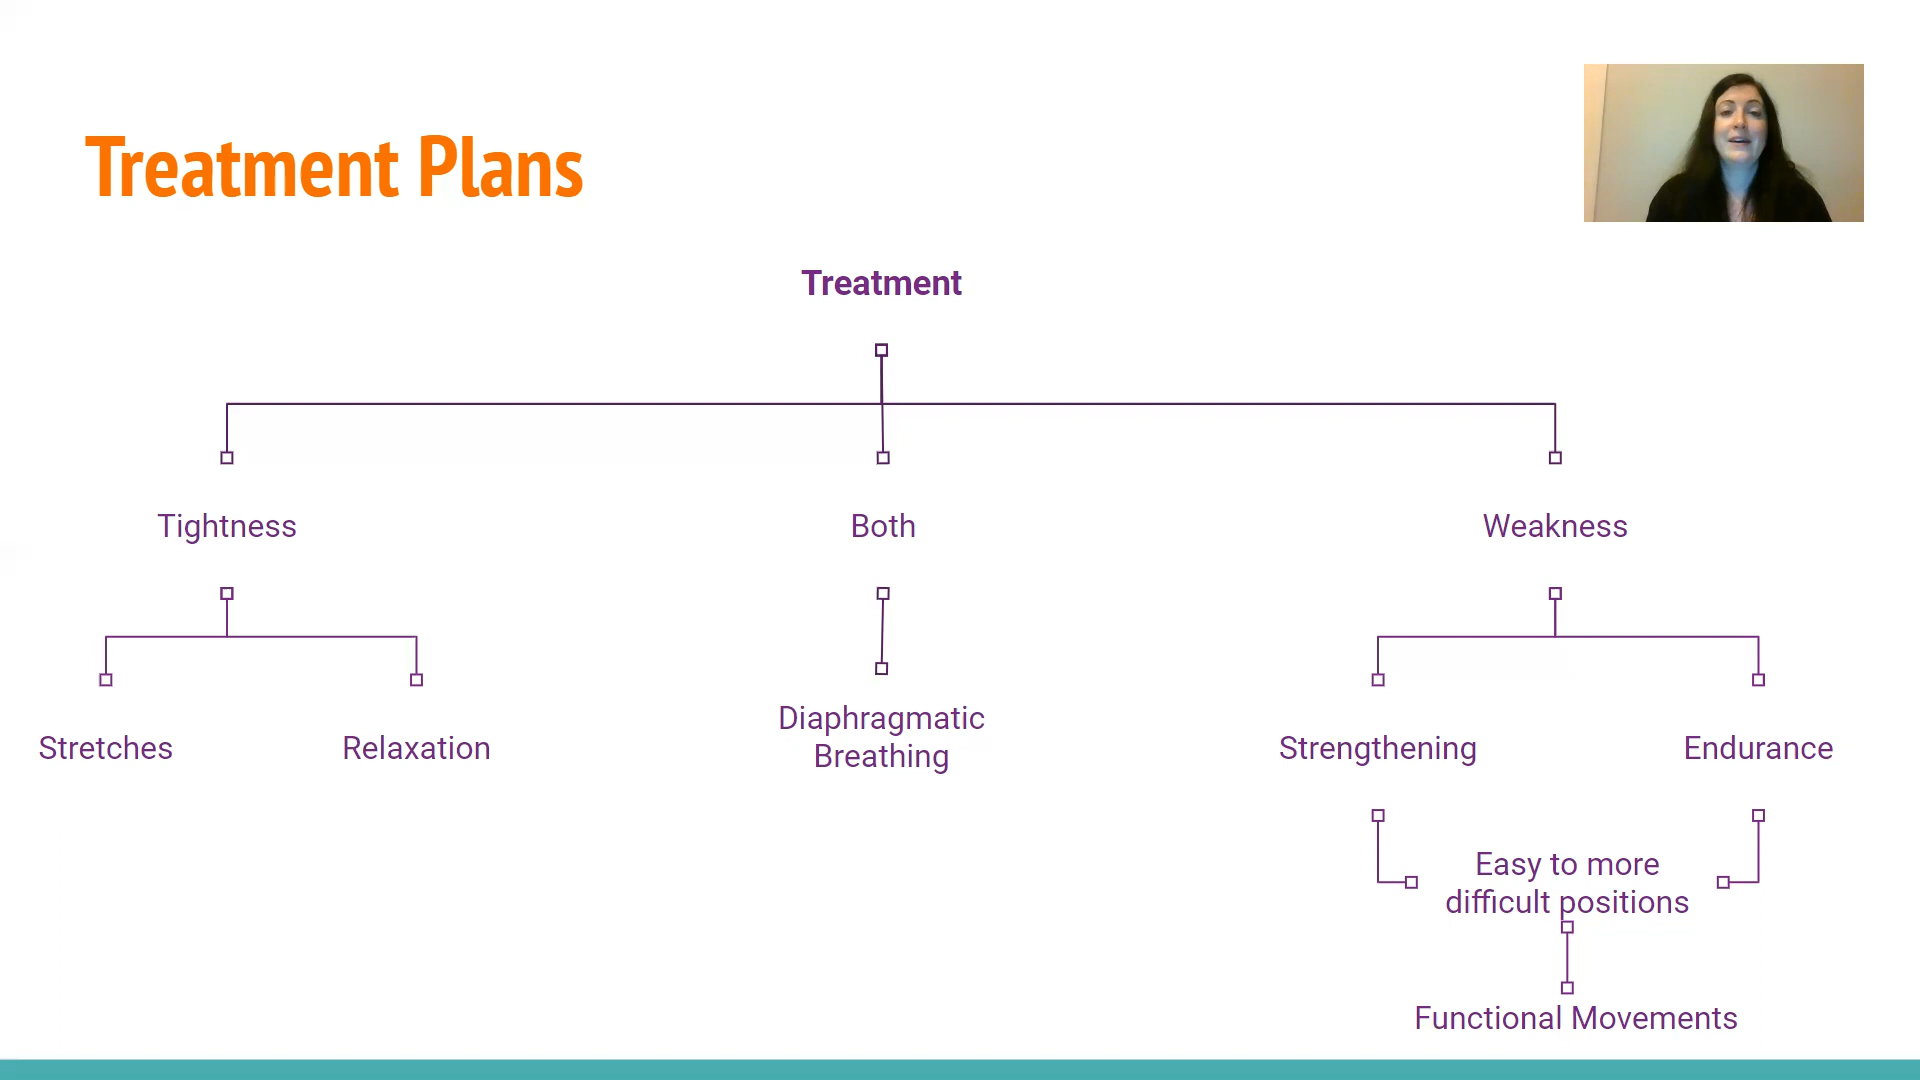 Treatment Plans
Treatment
Tightness
Both
Weakness
Stretches
Relaxation
Diaphragmatic
Breathing
Strengthening
Endurance
Easy to more
difficult positions
Functional Movements